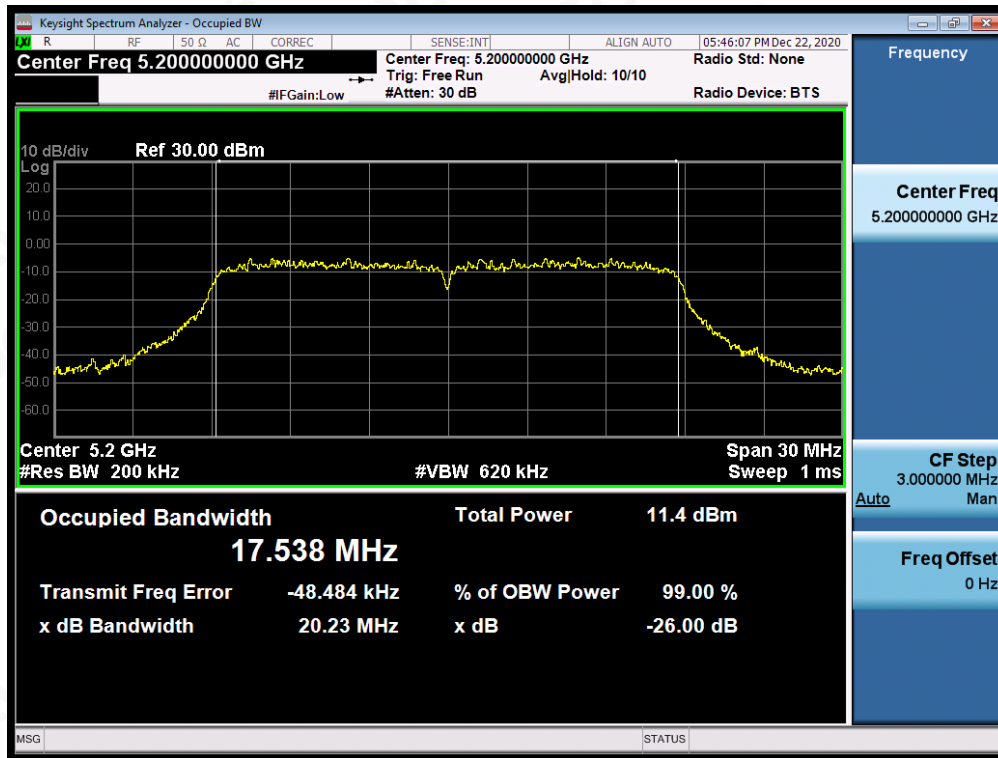 Keysight Spectrum Analyzer - Occupied BW
LXI R RF 50 Ω AC CORREC SENSE:INT ALIGN AUTO 05:46:07 PM Dec 22, 2020
Center Freq 5.200000000 GHz
Center Freq: 5.200000000 GHz
Radio Std: None
Trig: Free Run Avg|Hold: 10/10
#IFGain:Low
#Atten: 30 dB
Radio Device: BTS
10 dB/div Ref 30.00 dBm
Log
20.0
10.0
0.00
-10.0
-20.0
-30.0
-40.0
-50.0
-60.0
Center 5.2 GHz Span 30 MHz
#Res BW 200 kHz #VBW 620 kHz Sweep 1 ms
Occupied Bandwidth Total Power 11.4 dBm
17.538 MHz
Transmit Freq Error -48.484 kHz % of OBW Power 99.00 %
x dB Bandwidth 20.23 MHz x dB -26.00 dB
MSG STATUS
Frequency
Center Freq
5.200000000 GHz
CF Step
3.000000 MHz
Auto Man
Freq Offset
0 Hz